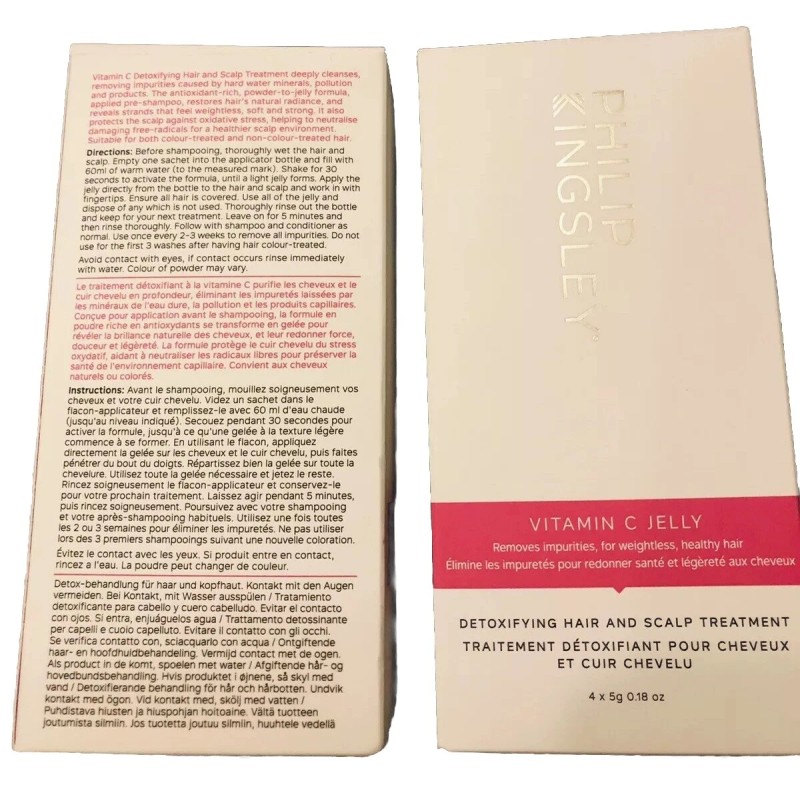 Vitamin C Detoxifying Hair and Scalp Treatment deeply cleanses,
removing impurities caused by hard water minerals, pollution
and products. The antioxidant-rich, powder-to-jelly formula,
applied pre-shampoo, restores hair's natural radiance, and
reveals strands that feel weightless, soft and strong. It also
protects the scalp against oxidative stress, helping to neutralise
damaging free-radicals for a healthier scalp environment.
Suitable for both colour-treated and non-colour-treated hair.
Directions: Before shampooing, thoroughly wet the hair and
scalp. Empty one sachet into the applicator bottle and fill with
60ml of warm water (to the measured mark). Shake for 30
seconds to activate the formula, until a light jelly forms. Apply the
jelly directly from the bottle to the hair and scalp and work in with
fingertips. Ensure all hair is covered. Use all of the jelly and
dispose of any which is not used. Thoroughly rinse out the bottle
and keep for your next treatment. Leave on for 5 minutes and
then rinse thoroughly. Follow with shampoo and conditioner as
normal. Use once every 2-3 weeks to remove all impurities. Do not
use for the first 3 washes after having hair colour-treated.
Avoid contact with eyes, if contact occurs rinse immediately
with water. Colour of powder may vary.
Le traitement détoxifiant à la vitamine C purifie les cheveux et le
cuir chevelu en profondeur, éliminant les impuretés laissées par
les minéraux de l'eau dure, la pollution et les produits capillaires.
Conçue pour application avant le shampooing, la formule en
poudre riche en antioxydants se transforme en gelée pour
révéler la brillance naturelle des cheveux, et leur redonner force,
douceur et légèreté. La formule protège le cuir chevelu du stress
oxydatif, aidant à neutraliser les radicaux libres pour préserver la
santé de l'environnement capillaire. Convient aux cheveux
naturels ou colorés.
Instructions: Avant le shampooing, mouillez soigneusement vos
cheveux et votre cuir chevelu. Videz un sachet dans le
flacon-applicateur et remplissez-le avec 60 ml d'eau chaude
(jusqu'au niveau indiqué). Secouez pendant 30 secondes pour
activer la formule, jusqu'à ce qu'une gelée à la texture légère
commence à se former. En utilisant le flacon, appliquez
directement la gelée sur les cheveux et le cuir chevelu, puis faites
pénétrer du bout du doigts. Répartissez bien la gelée sur toute la
chevelure. Utilisez toute la gelée nécessaire et jetez le reste.
Rincez soigneusement le flacon-applicateur et conservez-le
pour votre prochain traitement. Laissez agir pendant 5 minutes,
puis rincez soigneusement. Poursuivez avec votre shampooing
et votre après-shampooing habituels. Utilisez une fois toutes
les 2 ou 3 semaines pour éliminer les impuretés. Ne pas utiliser
lors des 3 premiers shampooings suivant une nouvelle coloration.
Évitez le contact avec les yeux. Si produit entre en contact,
rincez a l'eau. La poudre peut changer de couleur.
Detox-behandlung für haar und kopfhaut. Kontakt mit den Augen
vermeiden. Bei Kontakt, mit Wasser ausspülen / Tratamiento
detoxificante para cabello y cuero cabelludo. Evitar el contacto
con ojos. Si entra, enjuáguelos agua / Trattamento detossinante
per capelli e cuoio capelluto. Evitare il contatto con gli occhi.
Se verifica contatto con, sciacquarlo con acqua / Ontgiftende
haar- en hoofdhuidbehandeling. Vermijd contact met de ogen.
Als product in de komt, spoelen met water / Afgiftende hår- og
hovedbundsbehandling. Hvis produktet i øjnene, så skyl med
vand / Detoxifierande behandling för hår och hårbotten. Undvik
kontakt med ögon. Vid kontakt med, skölj med vatten /
Puhdistava hiusten ja hiuspohjan hoitoaine. Vältä tuotteen
joutumista silmiin. Jos tuotetta joutuu silmiin, huuhtele vedellä
PHILIP
KINGSLEY
VITAMIN C JELLY
Removes impurities, for weightless, healthy hair
Élimine les impuretés pour redonner santé et légèreté aux cheveux
DETOXIFYING HAIR AND SCALP TREATMENT
TRAITEMENT DÉTOXIFIANT POUR CHEVEUX
ET CUIR CHEVELU
4 x 5g 0.18 oz